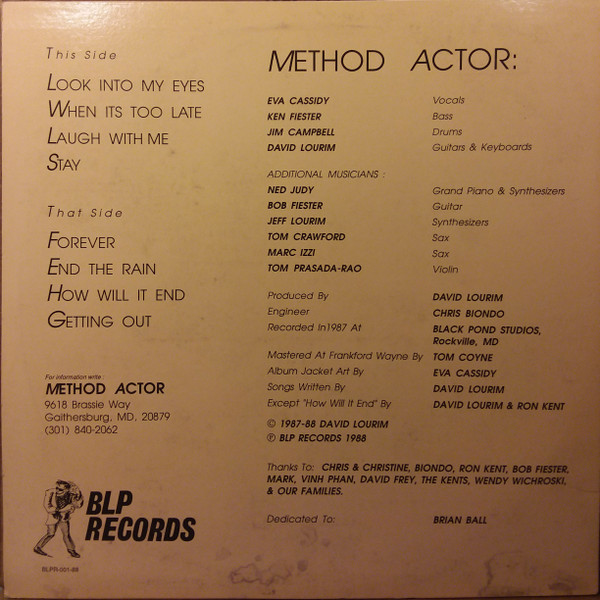 This Side
LOOK INTO MY EYES
WHEN ITS TOO LATE
LAUGH WITH ME
STAY
That Side
FOREVER
END THE RAIN
HOW WILL IT END
GETTING OUT
For information write:
METHOD ACTOR
9618 Brassie Way
Gaithersburg, MD, 20879
(301) 840-2062
BLP
RECORDS
BLPR-001-88
METHOD ACTOR:
EVA CASSIDY Vocals
KEN FIESTER Bass
JIM CAMPBELL Drums
DAVID LOURIM Guitars & Keyboards
ADDITIONAL MUSICIANS :
NED JUDY Grand Piano & Synthesizers
BOB FIESTER Guitar
JEFF LOURIM Synthesizers
TOM CRAWFORD Sax
MARC IZZI Sax
TOM PRASADA-RAO Violin
Produced By DAVID LOURIM
Engineer CHRIS BIONDO
Recorded In1987 At BLACK POND STUDIOS,
Rockville, MD
Mastered At Frankford Wayne By TOM COYNE
Album Jacket Art By EVA CASSIDY
Songs Written By DAVID LOURIM
Except "How Will It End" By DAVID LOURIM & RON KENT
© 1987-88 DAVID LOURIM
℗ BLP RECORDS 1988
Thanks To: CHRIS & CHRISTINE, BIONDO, RON KENT, BOB FIESTER,
MARK, VINH PHAN, DAVID FREY, THE KENTS, WENDY WICHROSKI,
& OUR FAMILIES.
Dedicated To: BRIAN BALL